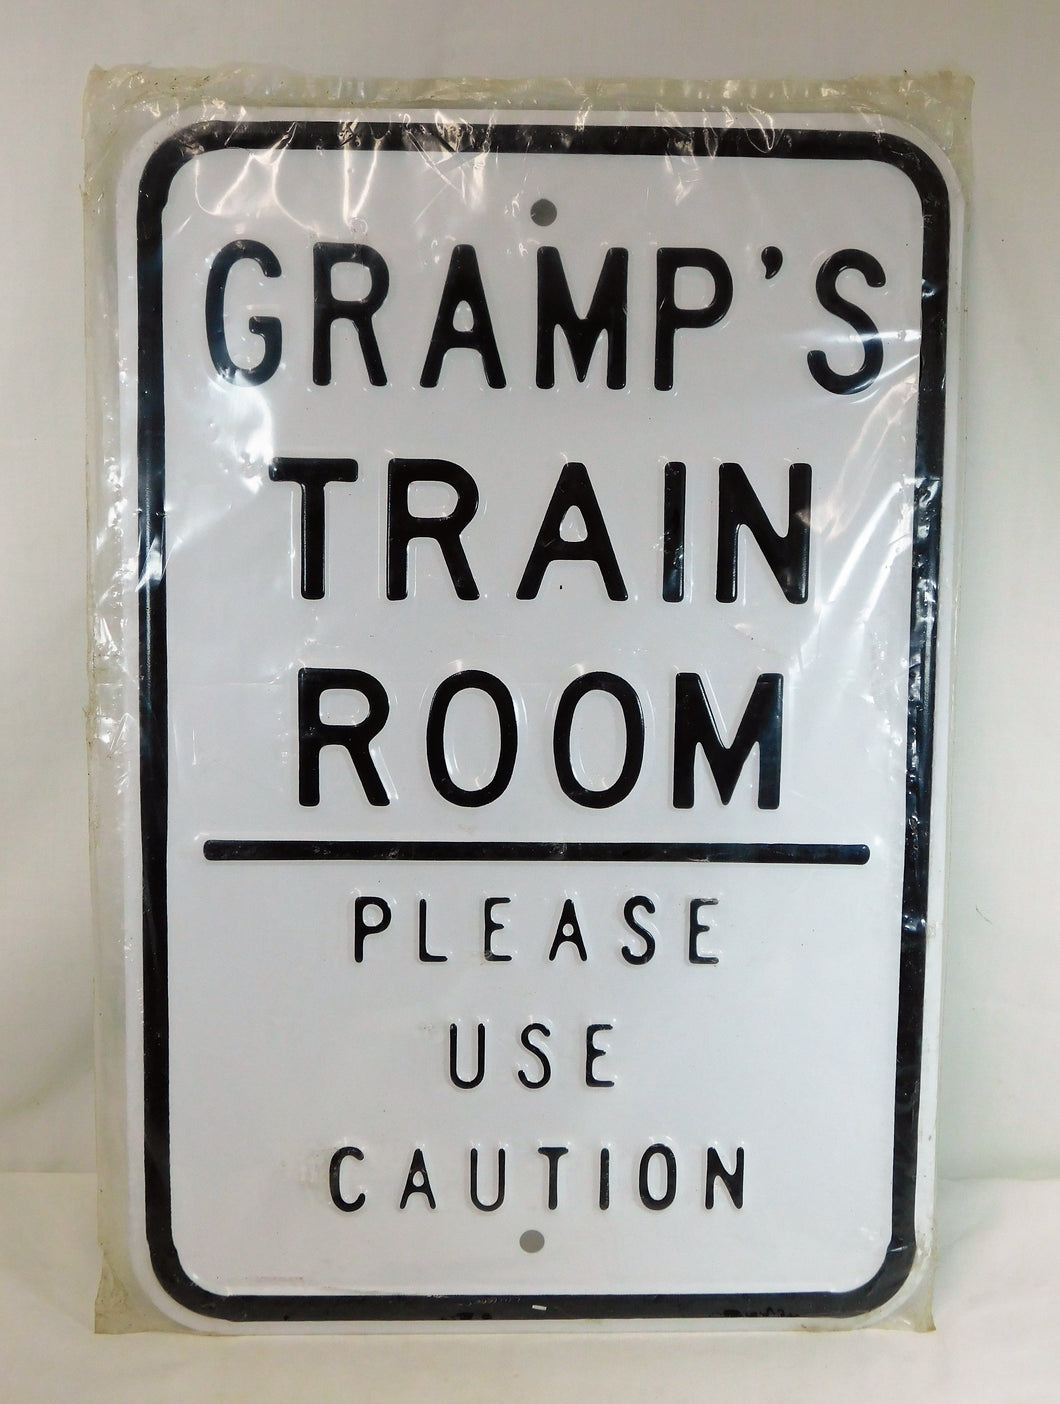 GRAMP'S
TRAIN
ROOM
PLEASE
USE
CAUTION